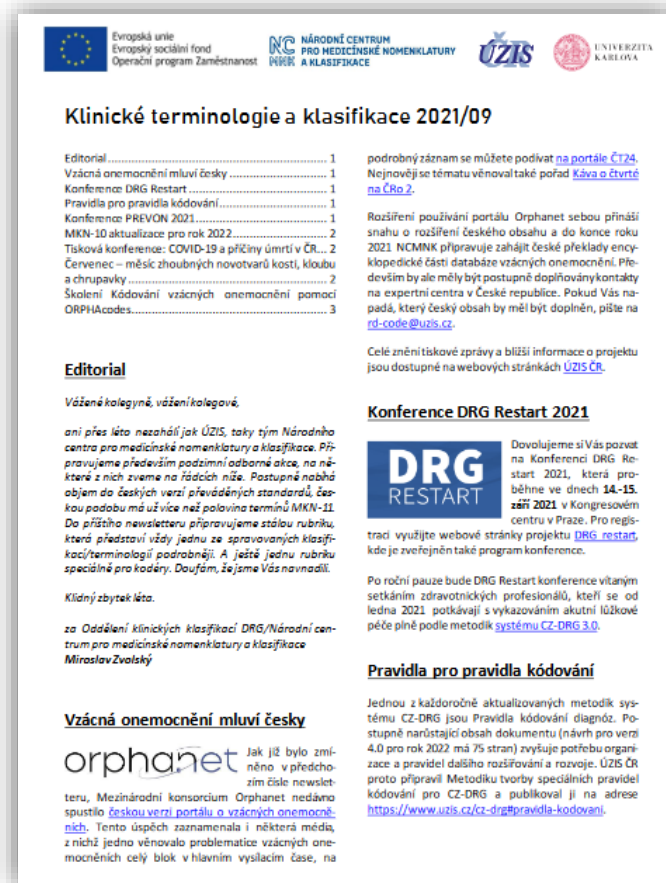 Evropská unie
Evropský sociální fond
Operační program Zaměstnanost
NÁRODNÍ CENTRUM
PRO MEDICÍNSKÉ NOMENKLATURY
A KLASIFIKACE
ÚZIS
UNIVERZITA
KARLOVA
Klinické terminologie a klasifikace 2021/09
Editorial ... 1
Vzácná onemocnění mluví česky ... 1
Konference DRG Restart ... 1
Pravidla pro pravidla kódování ... 1
Konference PREVON 2021 ... 1
MKN-10 aktualizace pro rok 2022 ... 2
Tisková konference: COVID-19 a příčiny úmrtí v ČR... 2
Červenec – měsíc zhoubných novotvarů kostí, kloubu
a chrupavky ... 2
Školení Kódování vzácných onemocnění pomocí
ORPHAcodes ... 3
Editorial
Vážené kolegyně, vážení kolegové,
ani přes léto nezahálí jak ÚZIS, taky tým Národního
centra pro medicínské nomenklatury a klasifikace. Při-
pravujeme především podzimní odborné akce, na ně-
které z nich zveme na řádcích níže. Postupně nabíhá
objem do českých verzí převáděných standardů, čes-
kou podobu má už více než polovina termínů MKN-11.
Do příštího newsletteru připravujeme stálou rubriku,
která představí vždy jednu ze spravovaných klasifi-
kací/terminologií podrobněji. A ještě jednu rubriku
speciálně pro kodéry. Doufám, že jsme Vás navnadili.
Klidný zbytek léta.
za Oddělení klinických klasifikací DRG/Národní cen-
trum pro medicínské nomenklatury a klasifikace
Miroslav Zvolský
Vzácná onemocnění mluví česky
orphanet
Jak již bylo zmí-
něno v předcho-
zím čísle newslet-
teru, Mezinárodní konsorcium Orphanet nedávno
spustilo českou verzi portálu o vzácných onemocně-
ních. Tento úspěch zaznamenala i některá média,
z nichž jedno věnovalo problematice vzácných one-
mocněních celý blok v hlavním vysílacím čase, na
podrobný záznam se můžete podívat na portále ČT24.
Nejnověji se tématu věnoval také pořad Káva o čtvrté
na ČRo 2.
Rozšíření používání portálu Orphanet sebou přináší
snahu o rozšíření českého obsahu a do konce roku
2021 NCMNK připravuje zahájit české překlady ency-
klopedické části databáze vzácných onemocnění. Pře-
devším by ale měly být postupně doplňovány kontakty
na expertní centra v České republice. Pokud Vás na-
padá, který český obsah by měl být doplněn, pište na
rd-code@uzis.cz.
Celé znění tiskové zprávy a bližší informace o projektu
jsou dostupné na webových stránkách ÚZIS ČR.
Konference DRG Restart 2021
DRG
RESTART
Dovolujeme si Vás pozvat
na Konferenci DRG Re-
start 2021, která pro-
běhne ve dnech 14.-15.
září 2021 v Kongresovém
centru v Praze. Pro regis-
traci využijte webové stránky projektu DRG restart,
kde je zveřejněn také program konference.
Po roční pauze bude DRG Restart konference vítaným
setkáním zdravotnických profesionálů, kteří se od
ledna 2021 potkávají s vykazováním akutní lůžkové
péče plně podle metodik systému CZ-DRG 3.0.
Pravidla pro pravidla kódování
Jednou z každoročně aktualizovaných metodik sys-
tému CZ-DRG jsou Pravidla kódování diagnóz. Po-
stupně narůstající obsah dokumentu (návrh pro verzi
4.0 pro rok 2022 má 75 stran) zvyšuje potřebu organi-
zace a pravidel dalšího rozšiřování a rozvoje. ÚZIS ČR
proto připravil Metodiku tvorby speciálních pravidel
kódování pro CZ-DRG a publikoval ji na adrese
https://www.uzis.cz/cz-drg#pravidla-kodovani.